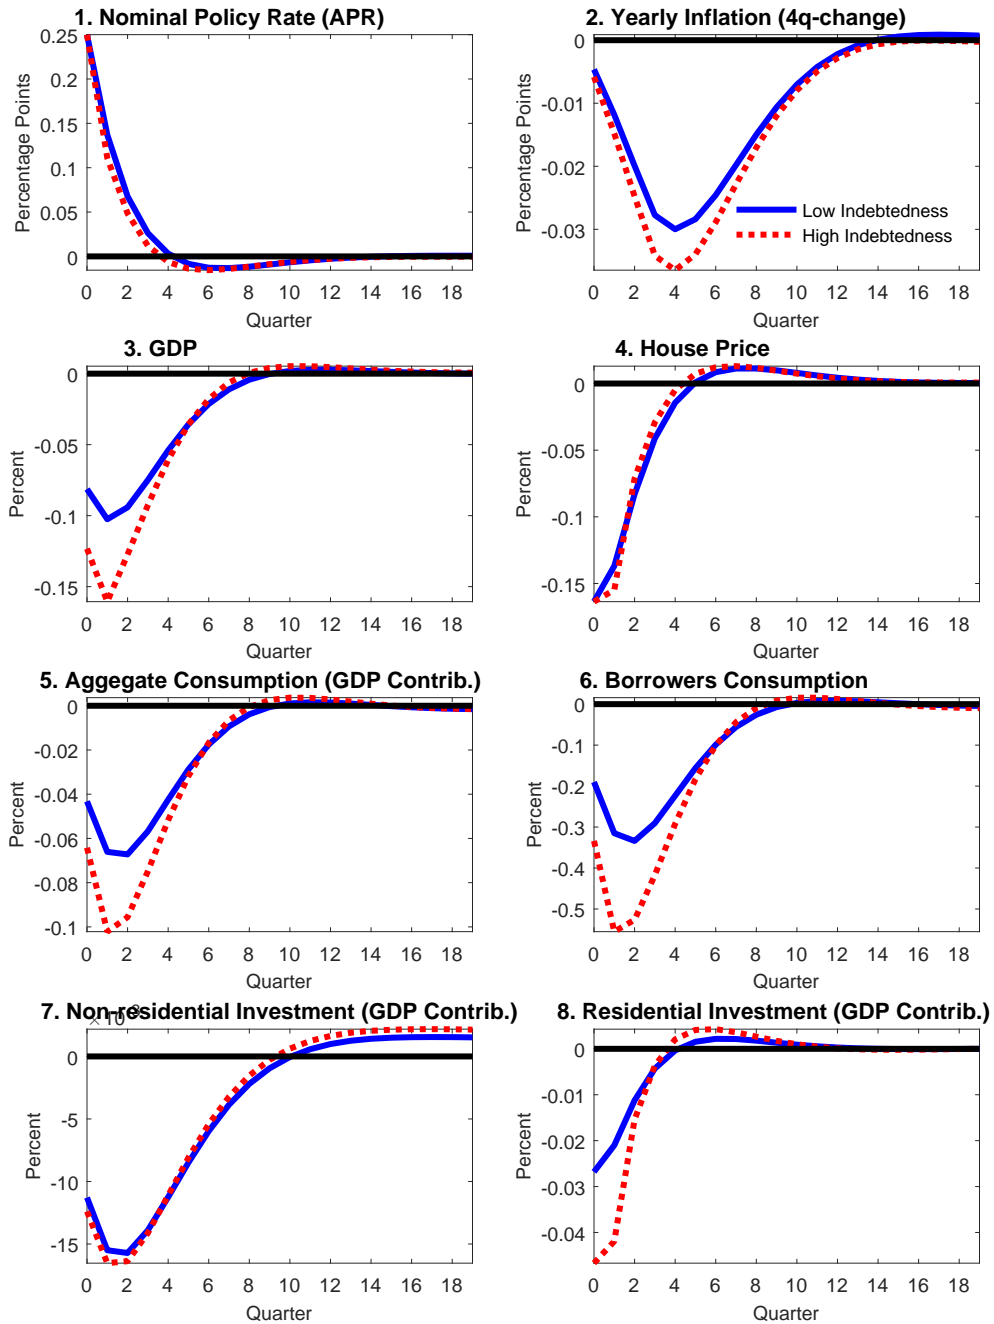 1. Nominal Policy Rate (APR)
Percentage Points
0.25
0.2
0.15
0.1
0.05
0
0 2 4 6 8 10 12 14 16 18
Quarter
2. Yearly Inflation (4q-change)
Percentage Points
0
-0.01
-0.02
-0.03
Low Indebtedness
High Indebtedness
0 2 4 6 8 10 12 14 16 18
Quarter
3. GDP
Percent
0
-0.05
-0.1
-0.15
0 2 4 6 8 10 12 14 16 18
Quarter
4. House Price
Percent
0
-0.05
-0.1
-0.15
0 2 4 6 8 10 12 14 16 18
Quarter
5. Aggegate Consumption (GDP Contrib.)
Percent
0
-0.02
-0.04
-0.06
-0.08
-0.1
0 2 4 6 8 10 12 14 16 18
Quarter
6. Borrowers Consumption
Percent
0
-0.1
-0.2
-0.3
-0.4
-0.5
0 2 4 6 8 10 12 14 16 18
Quarter
7. Non-residential Investment (GDP Contrib.)
×10⁻³
Percent
0
-5
-10
-15
0 2 4 6 8 10 12 14 16 18
Quarter
8. Residential Investment (GDP Contrib.)
Percent
0
-0.01
-0.02
-0.03
-0.04
0 2 4 6 8 10 12 14 16 18
Quarter